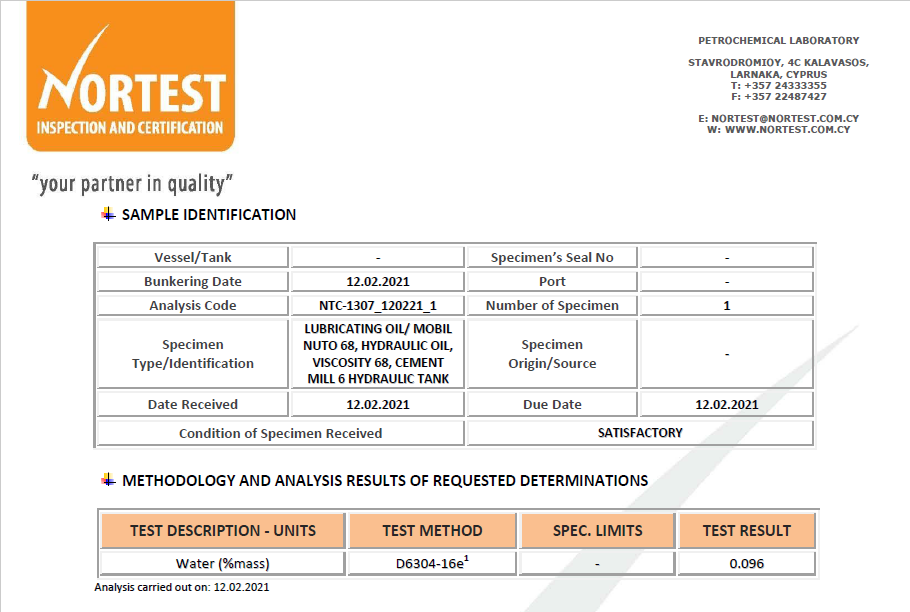 NORTEST
INSPECTION AND CERTIFICATION
"your partner in quality"
PETROCHEMICAL LABORATORY
STAVRODROMIOY, 4C KALAVASOS,
LARNAKA, CYPRUS
T: +357 24333355
F: +357 22487427
E: NORTEST@NORTEST.COM.CY
W: WWW.NORTEST.COM.CY
SAMPLE IDENTIFICATION
Vessel/Tank - Specimen's Seal No -
Bunkering Date 12.02.2021 Port -
Analysis Code NTC-1307_120221_1 Number of Specimen 1
Specimen
Type/Identification
LUBRICATING OIL/ MOBIL
NUTO 68, HYDRAULIC OIL,
VISCOSITY 68, CEMENT
MILL 6 HYDRAULIC TANK
Specimen
Origin/Source
-
Date Received 12.02.2021 Due Date 12.02.2021
Condition of Specimen Received SATISFACTORY
METHODOLOGY AND ANALYSIS RESULTS OF REQUESTED DETERMINATIONS
TEST DESCRIPTION - UNITS TEST METHOD SPEC. LIMITS TEST RESULT
Water (%mass) D6304-16e¹ - 0.096
Analysis carried out on: 12.02.2021